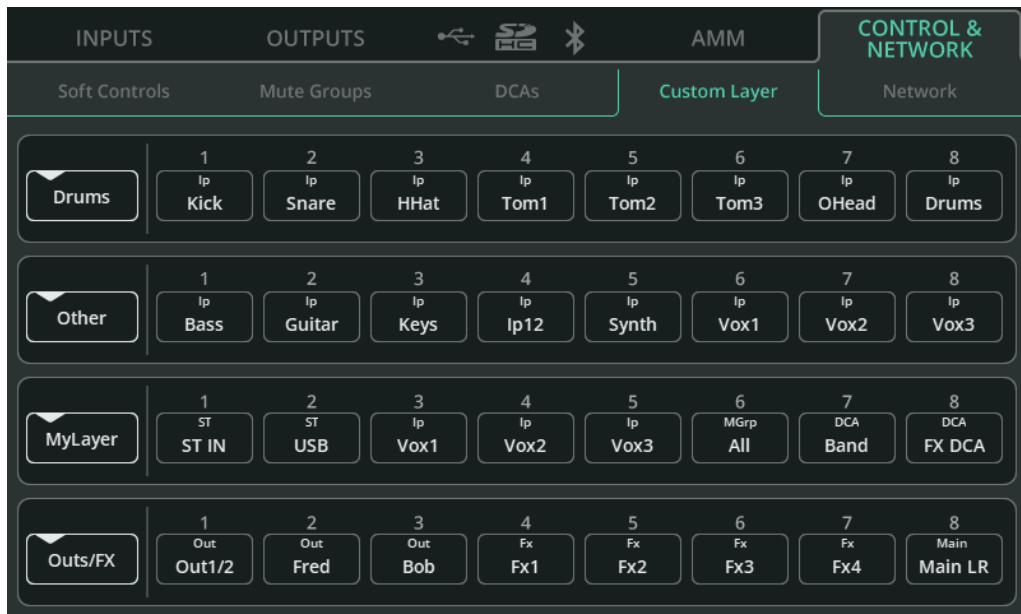 INPUTS OUTPUTS SD HC AMM CONTROL & NETWORK
Soft Controls Mute Groups DCAs Custom Layer Network
1 2 3 4 5 6 7 8
Ip Ip Ip Ip Ip Ip Ip Ip
Drums Kick Snare HHat Tom1 Tom2 Tom3 OHead Drums
1 2 3 4 5 6 7 8
Ip Ip Ip Ip Ip Ip Ip Ip
Other Bass Guitar Keys Ip12 Synth Vox1 Vox2 Vox3
1 2 3 4 5 6 7 8
ST ST Ip Ip Ip MGrp DCA DCA
MyLayer ST IN USB Vox1 Vox2 Vox3 All Band FX DCA
1 2 3 4 5 6 7 8
Out Out Out Fx Fx Fx Fx Main
Outs/FX Out1/2 Fred Bob Fx1 Fx2 Fx3 Fx4 Main LR